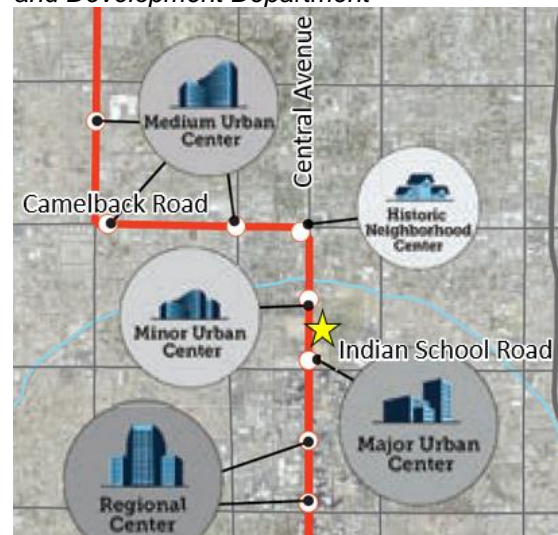 and Development Department
Central Avenue
Medium Urban
Center
Camelback Road
Historic
Neighborhood
Center
Minor Urban
Center
Indian School Road
Major Urban
Center
Regional
Center